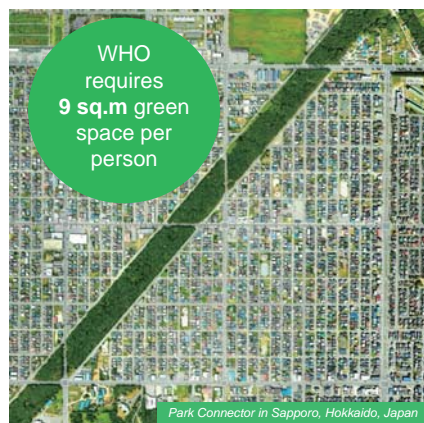 WHO
requires
9 sq.m green
space per
person
Park Connector in Sapporo, Hokkaido, Japan